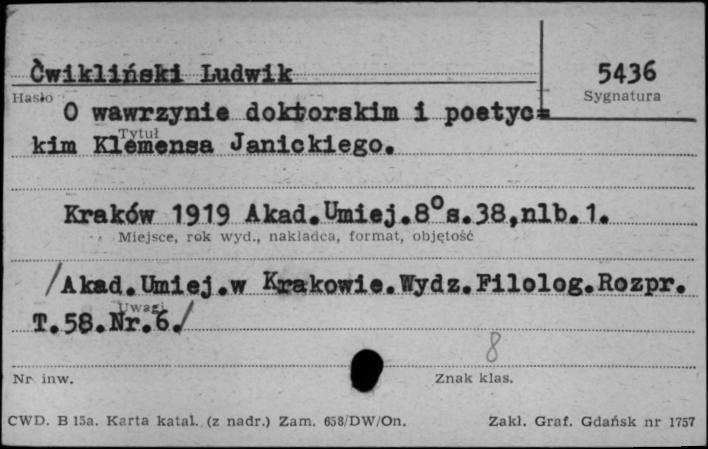 Ćwikliński Ludwik
5436
Hasło
Sygnatura
O wawrzynie doktorskim i poetyc=
Tytuł
kim Klemensa Janickiego.
Kraków 1919 Akad.Umiej.8°s.38,nlb.1.
Miejsce, rok wyd., nakładca, format, objętość
/Akad.Umiej.w Krakowie.Wydz.Filolog.Rozpr.
Uwagi
T.58.Nr.6./
8
Nr inw.
Znak klas.
CWD. B 15a. Karta katal. (z nadr.) Zam. 658/DW/On.
Zakł. Graf. Gdańsk nr 1757